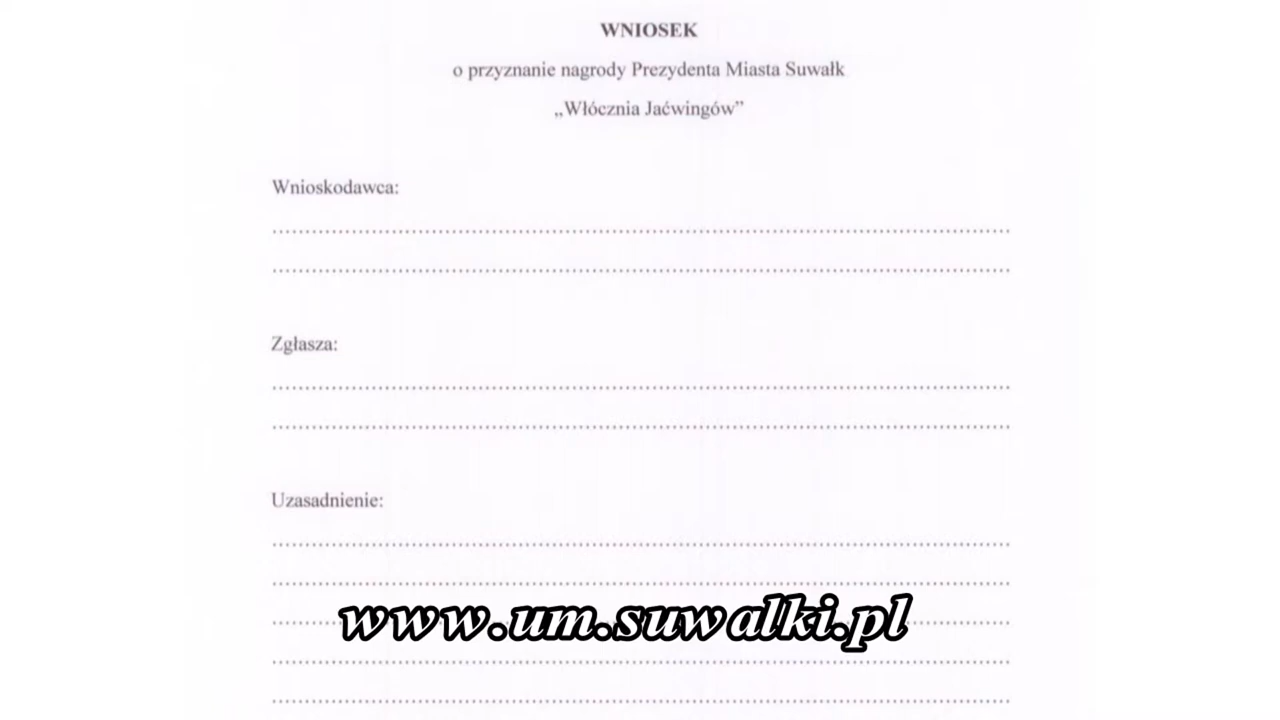 WNIOSEK
o przyznanie nagrody Prezydenta Miasta Suwałk
„Włócznia Jaćwingów”
Wnioskodawca:
Zgłasza:
Uzasadnienie:
www.um.suwalki.pl